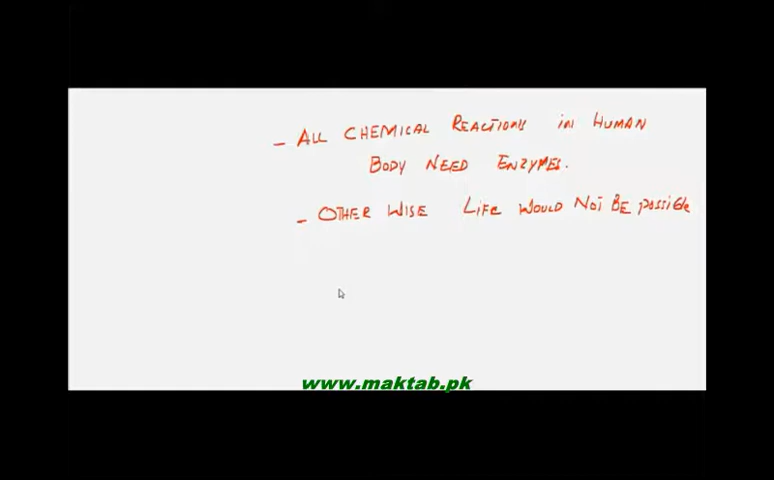 - ALL CHEMICAL REACTIONS in HUMAN
BODY NEED ENZYMES.
- OTHER WISE LIFE WOULD NOT BE possible
www.maktab.pk